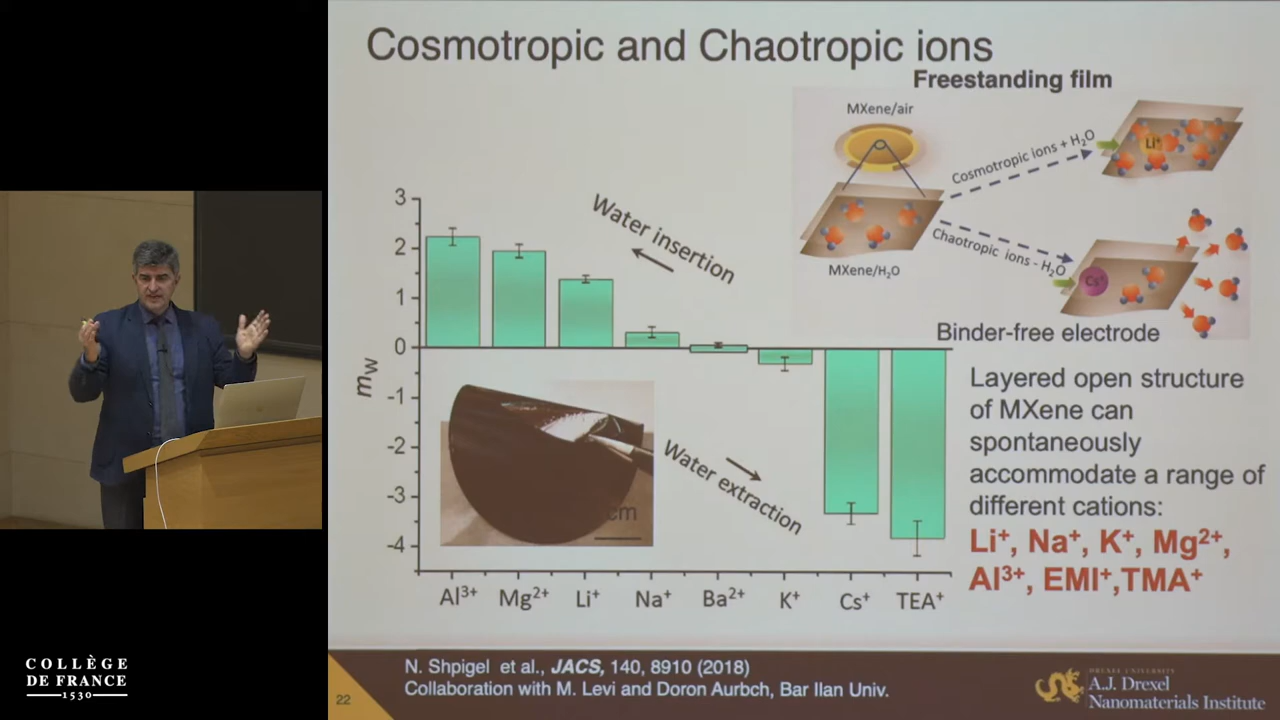 Cosmotropic and Chaotropic ions
Freestanding film
MXene/air
MXene/H₂O
Cosmotropic ions + H₂O
Chaotropic ions - H₂O
Li⁺
Cs⁺
Binder-free electrode
3
2
1
0
-1
-2
-3
-4
mW
Water insertion
Water extraction
cm
Al³⁺ Mg²⁺ Li⁺ Na⁺ Ba²⁺ K⁺ Cs⁺ TEA⁺
Layered open structure
of MXene can
spontaneously
accommodate a range of
different cations:
Li⁺, Na⁺, K⁺, Mg²⁺,
Al³⁺, EMI⁺,TMA⁺
N. Shpigel et al., JACS, 140, 8910 (2018)
Collaboration with M. Levi and Doron Aurbch, Bar Ilan Univ.
22
DREXEL UNIVERSITY
A.J. Drexel
Nanomaterials Institute
COLLÈGE
DE FRANCE
1530